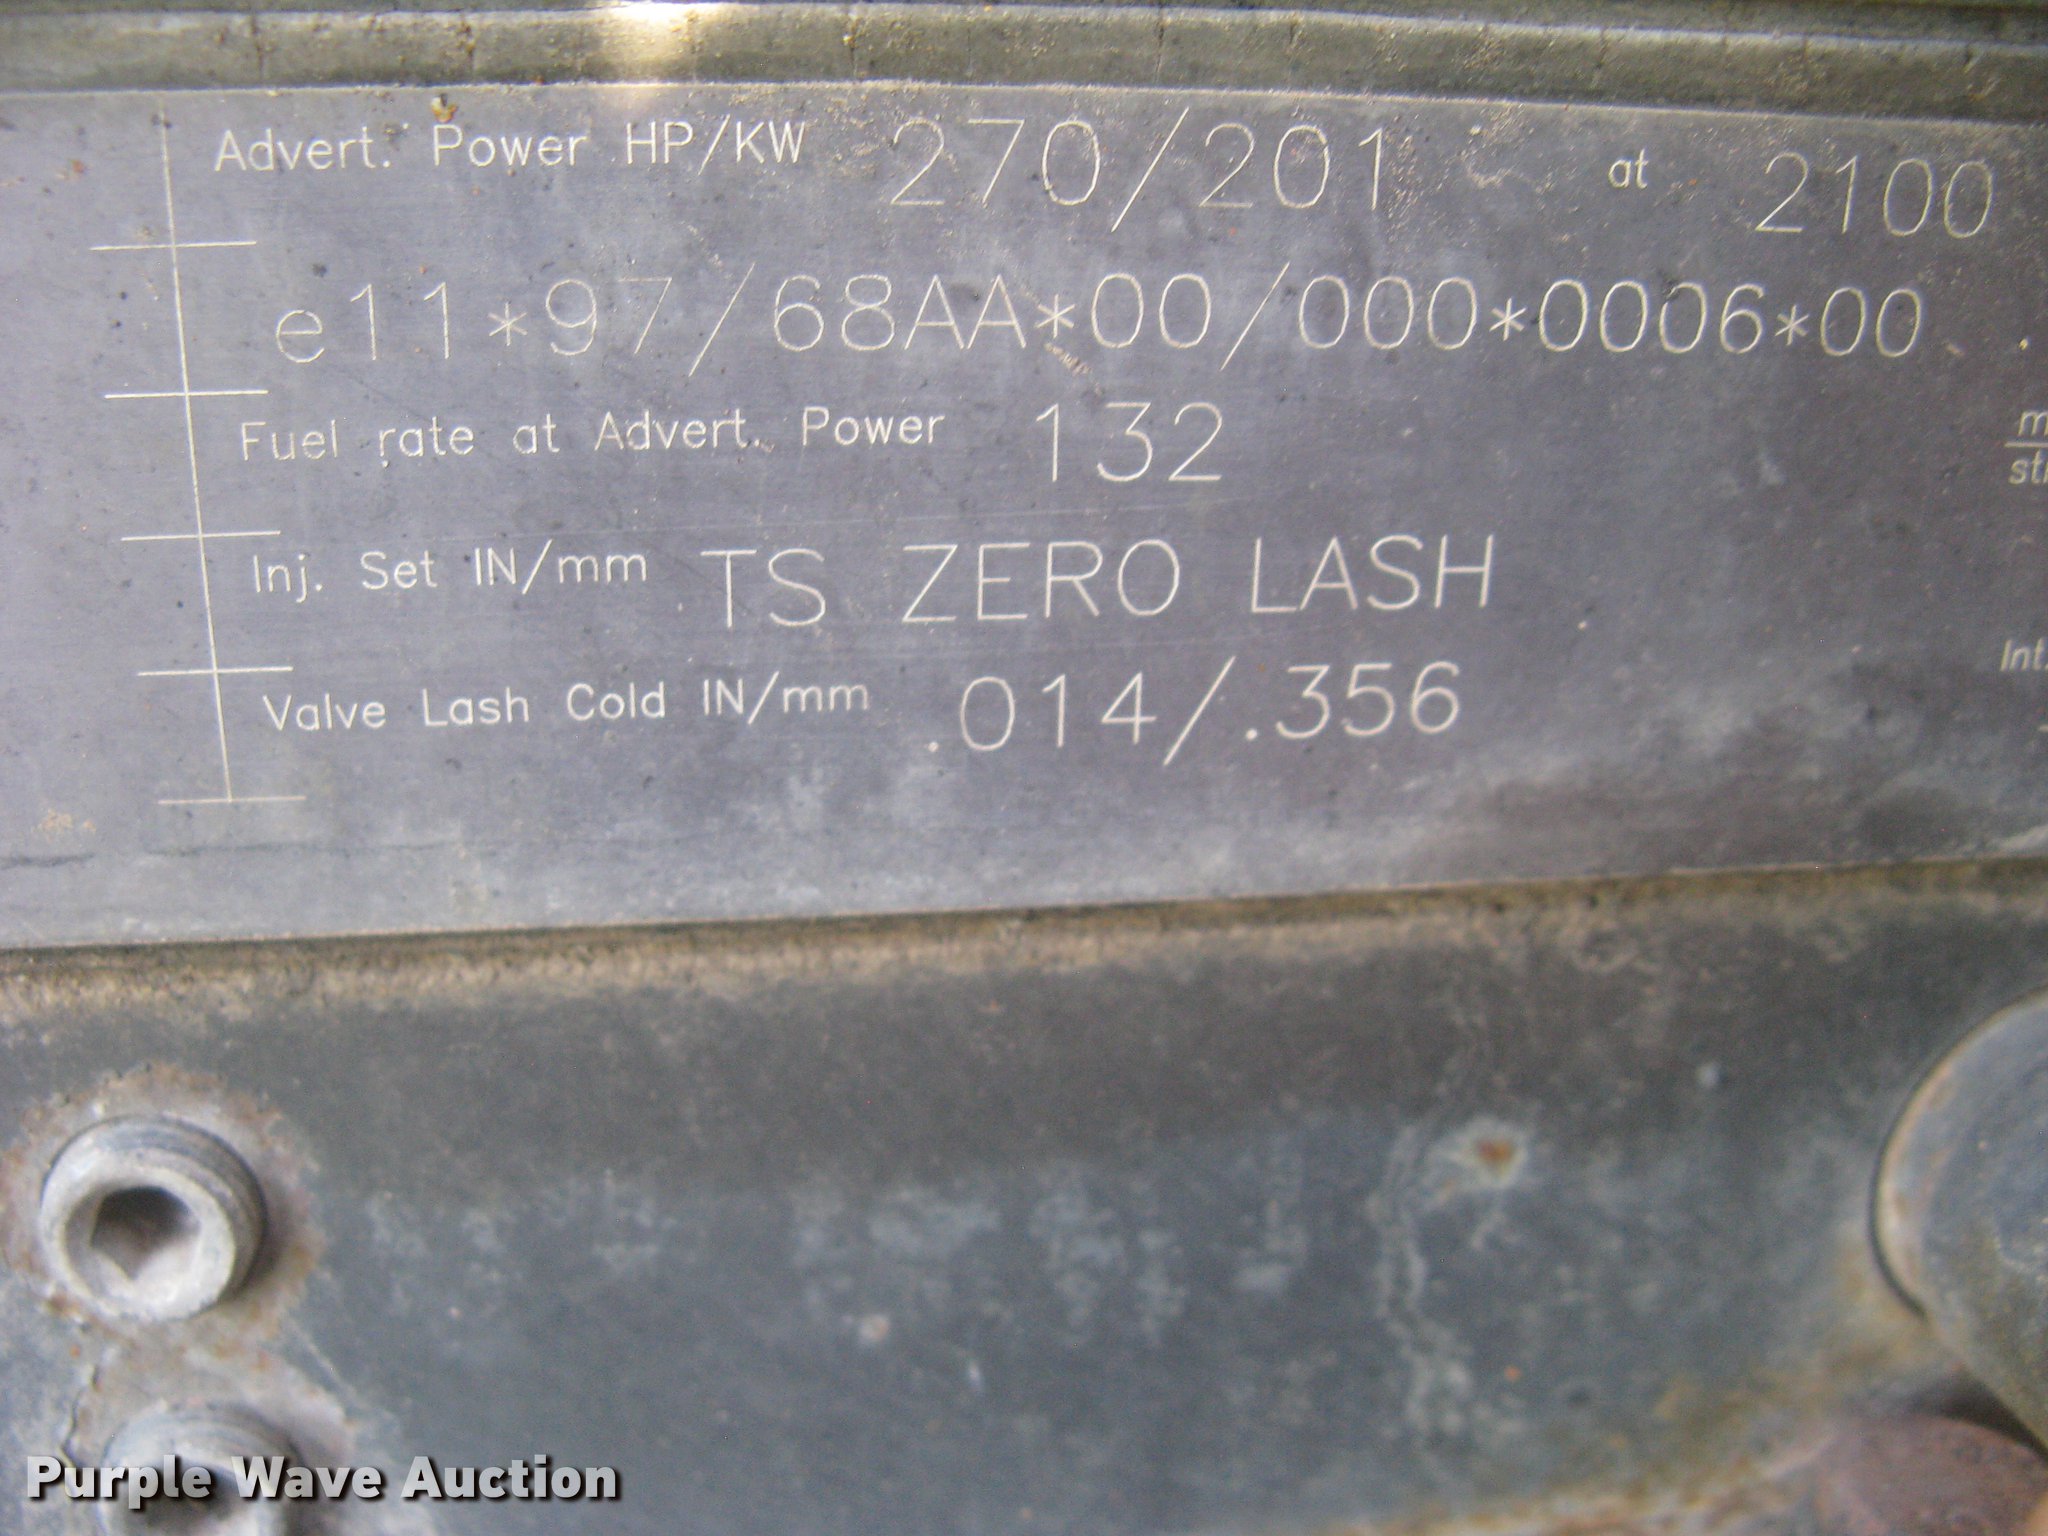 Advert. Power HP/KW 270/201 at 2100
e11*97/68AA*00/000*0006*00
Fuel rate at Advert. Power 132
Inj. Set IN/mm TS ZERO LASH
Int.
Valve Lash Cold IN/mm .014/.356
Purple Wave Auction